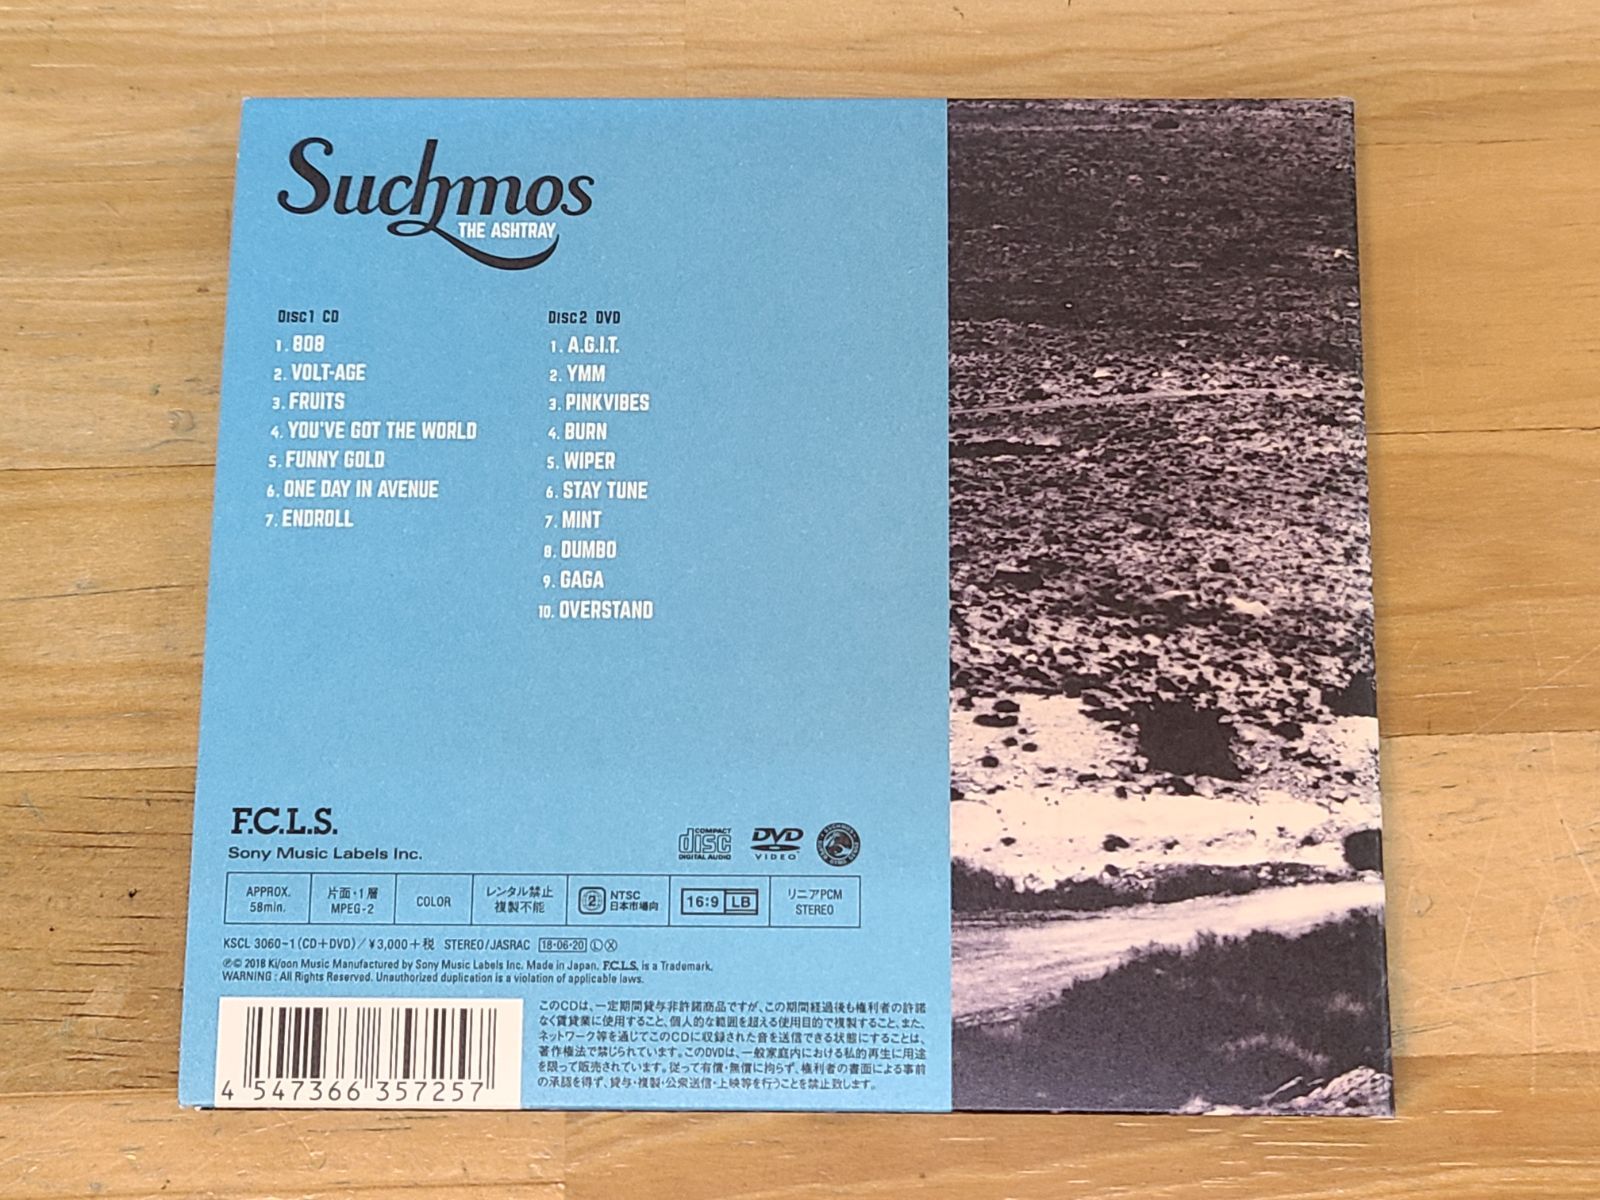 Suchmos
THE ASHTRAY
Disc1 CD
1. 808
2. VOLT-AGE
3. FRUITS
4. YOU'VE GOT THE WORLD
5. FUNNY GOLD
6. ONE DAY IN AVENUE
7. ENDROLL
Disc2 DVD
1. A.G.I.T.
2. YMM
3. PINKVIBES
4. BURN
5. WIPER
6. STAY TUNE
7. MINT
8. DUMBO
9. GAGA
10. OVERSTAND
F.C.L.S.
Sony Music Labels Inc.
COMPACT
disc
DIGITAL AUDIO
DVD
VIDEO
APPROX.
58min.
片面・1層
MPEG-2
COLOR
レンタル禁止
複製不能
2
NTSC
日本市場向
16:9 LB
リニアPCM
STEREO
KSCL 3060-1 (CD+DVD)/¥3,000+税 STEREO/JASRAC 18・06・20 Ⓛ Ⓧ
℗© 2018 Ki/oon Music Manufactured by Sony Music Labels Inc. Made in Japan. F.C.L.S. is a Trademark.
WARNING : All Rights Reserved. Unauthorized duplication is a violation of applicable laws.
4 547366 357257
このCDは、一定期間貸与非許諾商品ですが、この期間経過後も権利者の許諾
なく賃貸業に使用すること、個人的な範囲を超える使用目的で複製すること、また、
ネットワーク等を通じてこのCDに収録された音を送信できる状態にすることは、
著作権法で禁じられています。このDVDは、一般家庭内における私的再生に用途
を限って販売されています。従って有償・無償に拘らず、権利者の書面による事前
の承認を得ず、貸与・複製・公衆送信・上映等を行うことを禁止致します。